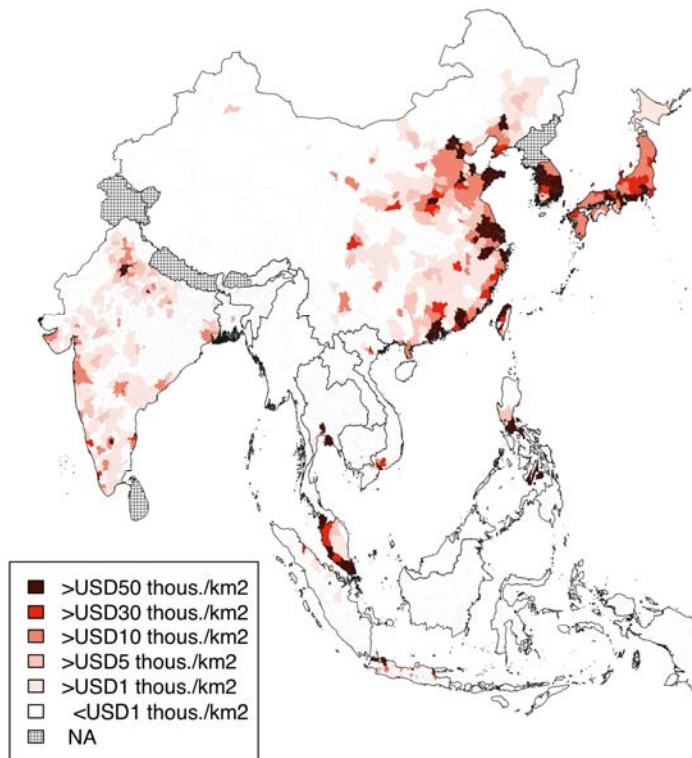 >USD50 thous./km2
>USD30 thous./km2
>USD10 thous./km2
>USD5 thous./km2
>USD1 thous./km2
<USD1 thous./km2
NA